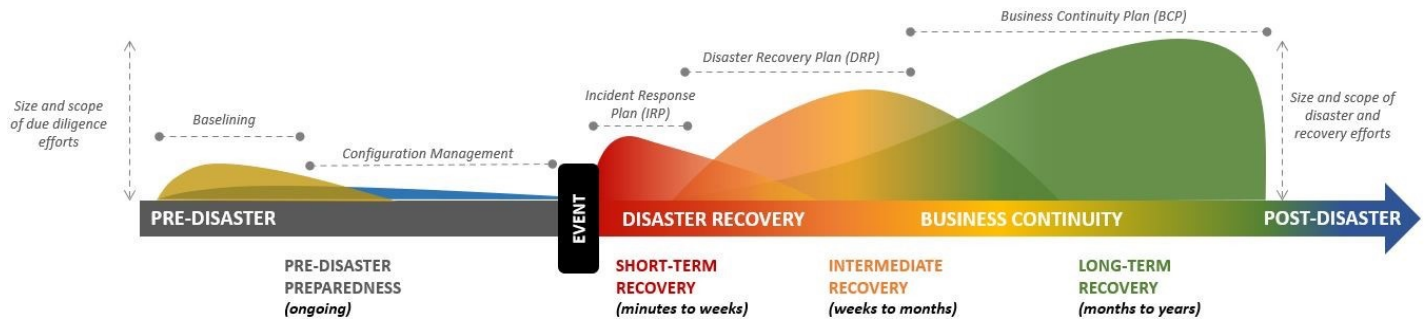 Business Continuity Plan (BCP)
Disaster Recovery Plan (DRP)
Size and scope
of due diligence
efforts
Baselining
Configuration Management
Incident Response
Plan (IRP)
Size and scope of
disaster and
recovery efforts
PRE-DISASTER
EVENT
DISASTER RECOVERY
BUSINESS CONTINUITY
POST-DISASTER
PRE-DISASTER
PREPAREDNESS
(ongoing)
SHORT-TERM
RECOVERY
(minutes to weeks)
INTERMEDIATE
RECOVERY
(weeks to months)
LONG-TERM
RECOVERY
(months to years)